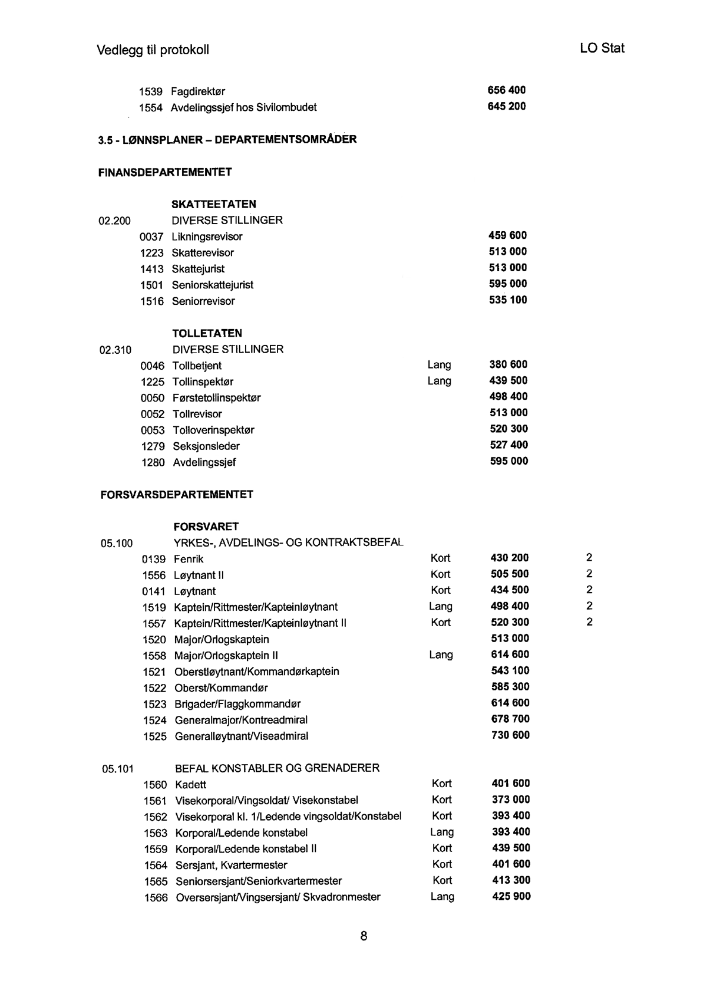 Vedlegg til protokoll LO Stat
1539 Fagdirektør 656 400
1554 Avdelingssjef hos Sivilombudet 645 200
3.5 - LØNNSPLANER – DEPARTEMENTSOMRÅDER
FINANSDEPARTEMENTET
SKATTEETATEN
02.200 DIVERSE STILLINGER
0037 Likningsrevisor 459 600
1223 Skatterevisor 513 000
1413 Skattejurist 513 000
1501 Seniorskattejurist 595 000
1516 Seniorrevisor 535 100
TOLLETATEN
02.310 DIVERSE STILLINGER
0046 Tollbetjent Lang 380 600
1225 Tollinspektør Lang 439 500
0050 Førstetollinspektør 498 400
0052 Tollrevisor 513 000
0053 Tolloverinspektør 520 300
1279 Seksjonsleder 527 400
1280 Avdelingssjef 595 000
FORSVARSDEPARTEMENTET
FORSVARET
05.100 YRKES-, AVDELINGS- OG KONTRAKTSBEFAL
0139 Fenrik Kort 430 200 2
1556 Løytnant II Kort 505 500 2
0141 Løytnant Kort 434 500 2
1519 Kaptein/Rittmester/Kapteinløytnant Lang 498 400 2
1557 Kaptein/Rittmester/Kapteinløytnant II Kort 520 300 2
1520 Major/Orlogskaptein 513 000
1558 Major/Orlogskaptein II Lang 614 600
1521 Oberstløytnant/Kommandørkaptein 543 100
1522 Oberst/Kommandør 585 300
1523 Brigader/Flaggkommandør 614 600
1524 Generalmajor/Kontreadmiral 678 700
1525 Generalløytnant/Viseadmiral 730 600
05.101 BEFAL KONSTABLER OG GRENADERER
1560 Kadett Kort 401 600
1561 Visekorporal/Vingsoldat/ Visekonstabel Kort 373 000
1562 Visekorporal kl. 1/Ledende vingsoldat/Konstabel Kort 393 400
1563 Korporal/Ledende konstabel Lang 393 400
1559 Korporal/Ledende konstabel II Kort 439 500
1564 Sersjant, Kvartermester Kort 401 600
1565 Seniorsersjant/Seniorkvartermester Kort 413 300
1566 Oversersjant/Vingsersjant/ Skvadronmester Lang 425 900
8